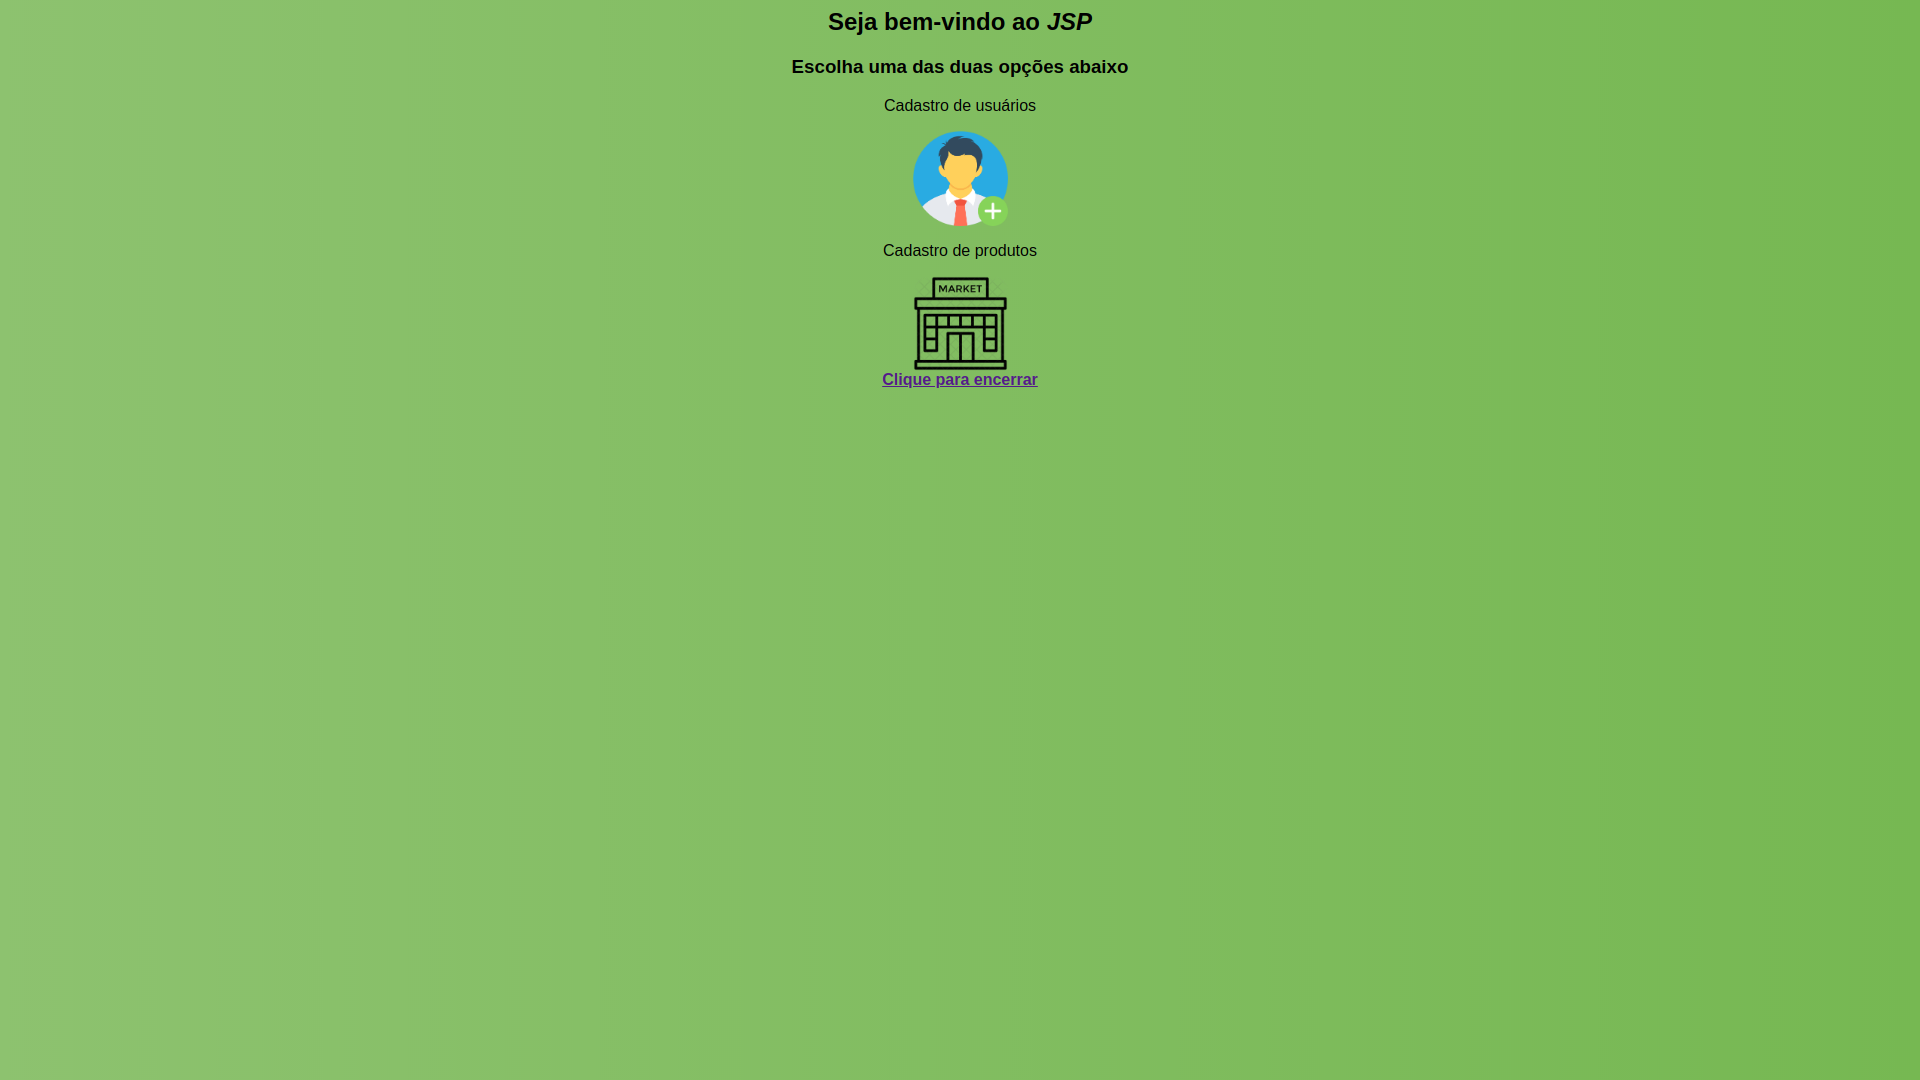 Seja bem-vindo ao JSP
Escolha uma das duas opções abaixo
Cadastro de usuários
Cadastro de produtos
MARKET
Clique para encerrar